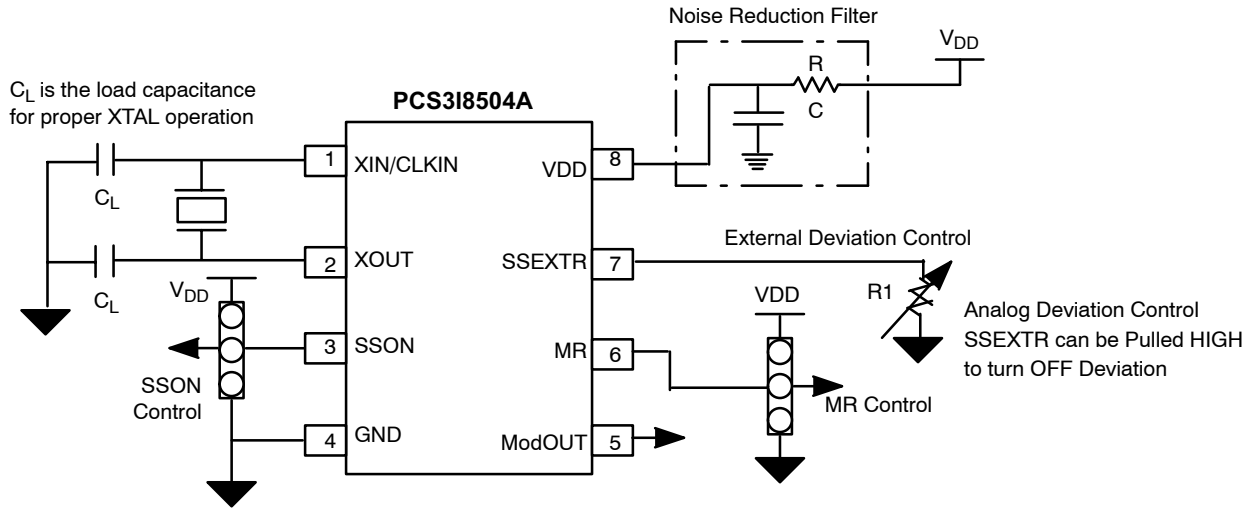 Noise Reduction Filter
VDD
R
C
CL is the load capacitance
for proper XTAL operation
PCS3I8504A
CL
CL
1
XIN/CLKIN
2
XOUT
VDD
3
SSON
SSON
Control
4
GND
VDD
8
SSEXTR
7
MR
6
ModOUT
5
External Deviation Control
R1
Analog Deviation Control
SSEXTR can be Pulled HIGH
to turn OFF Deviation
VDD
MR Control